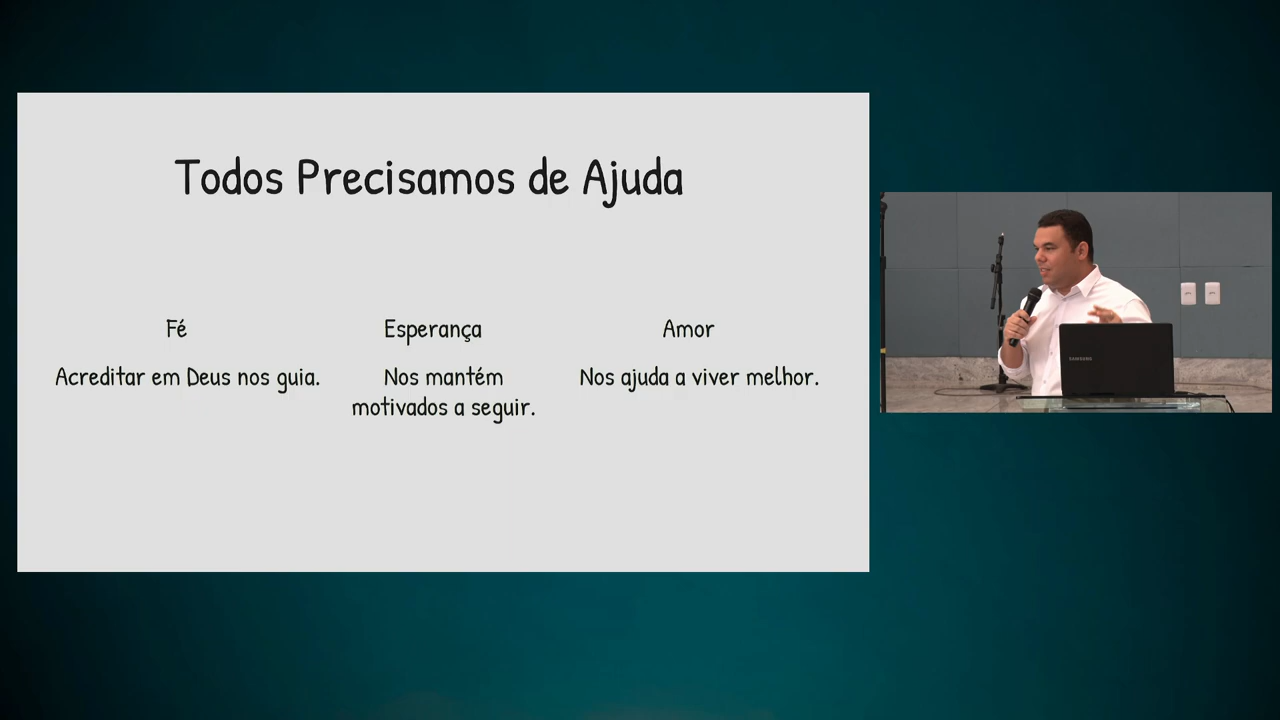 Todos Precisamos de Ajuda
Fé
Acreditar em Deus nos guia.
Esperança
Nos mantém
motivados a seguir.
Amor
Nos ajuda a viver melhor.
SAMSUNG